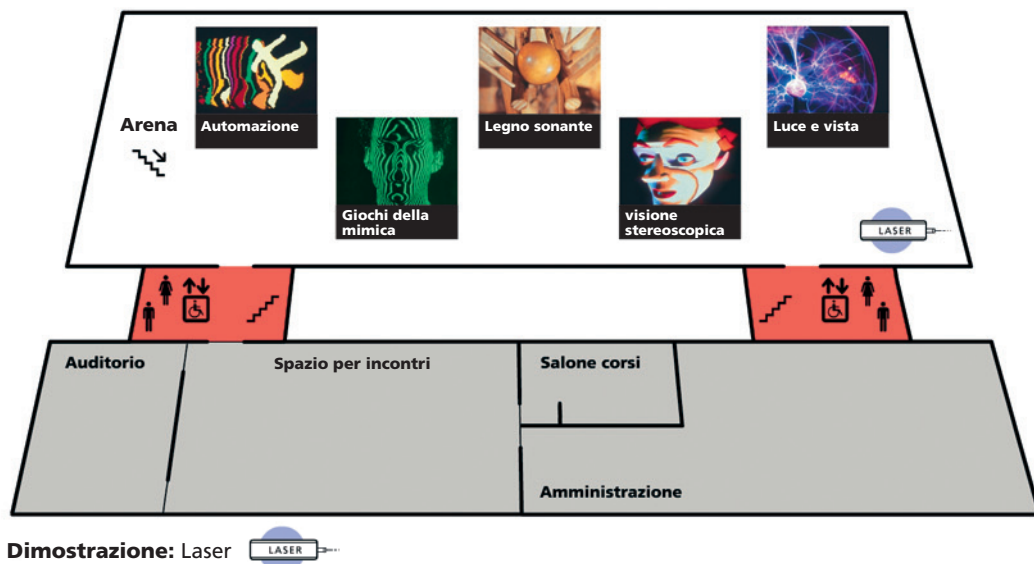 Arena
Automazione
Legno sonante
Luce e vista
Giochi della
mimica
visione
stereoscopica
LASER
Auditorio
Spazio per incontri
Salone corsi
Amministrazione
Dimostrazione: Laser LASER